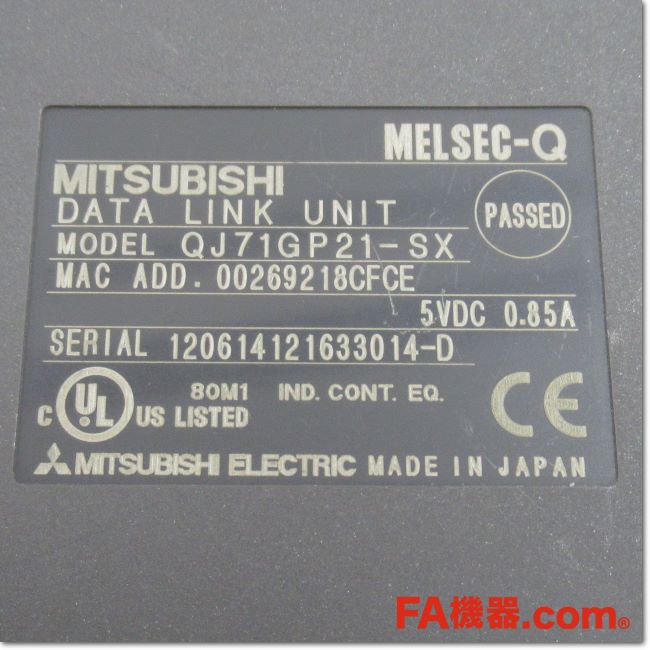 MELSEC-Q
MITSUBISHI
DATA LINK UNIT
PASSED
MODEL QJ71GP21-SX
MAC ADD. 00269218CFCE
5VDC 0.85A
SERIAL 120614121633014-D
C UL US LISTED
80M1 IND. CONT. EQ.
CE
MITSUBISHI ELECTRIC MADE IN JAPAN
FA機器.com®